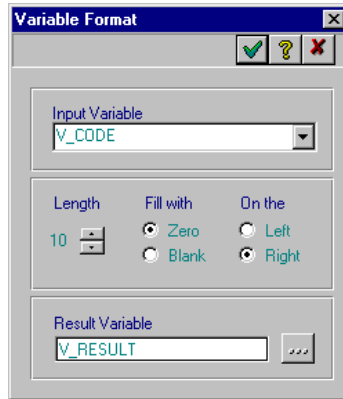 Variable Format
?
Input Variable
V_CODE
Length Fill with On the
10 Zero Left
Blank Right
Result Variable
V_RESULT
...